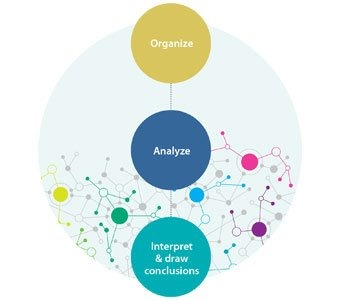 Organize
Analyze
Interpret
& draw
conclusions